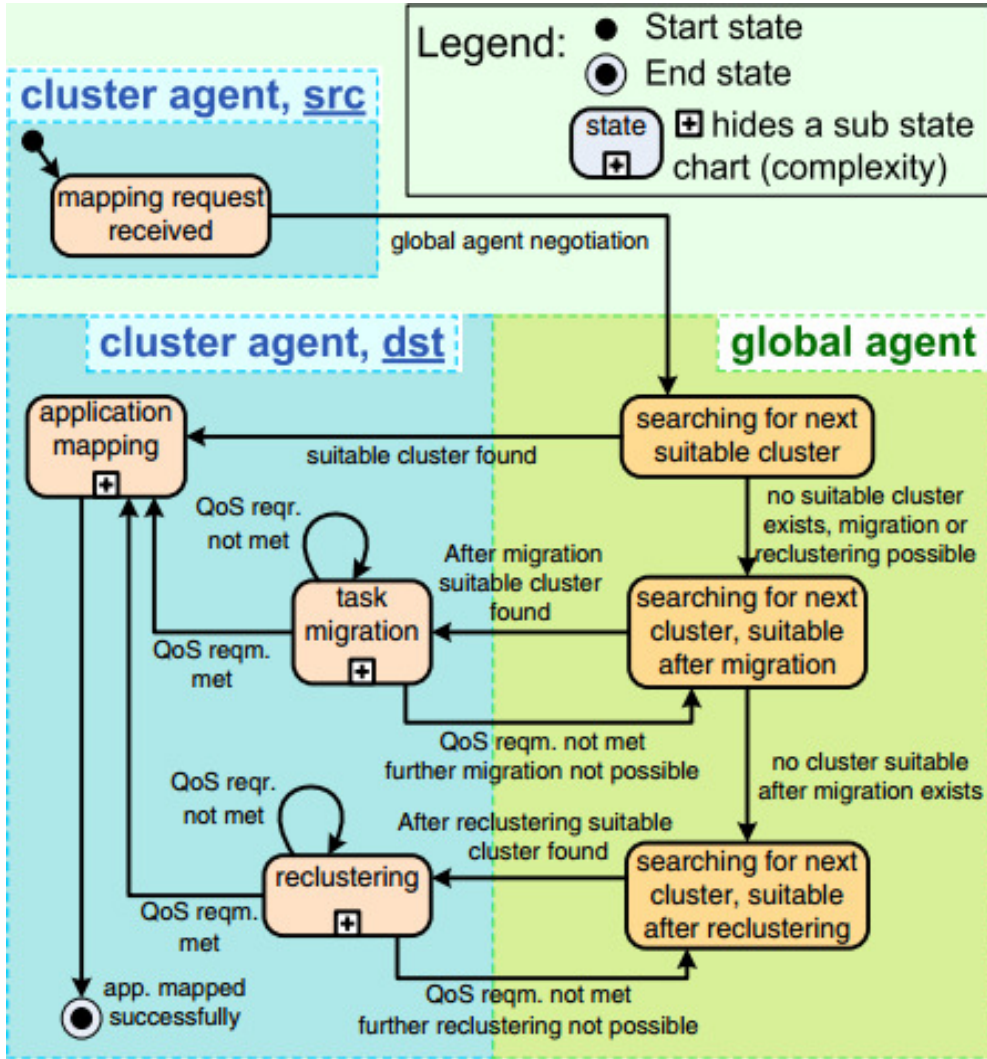 Legend:
Start state
End state
state
hides a sub state
chart (complexity)
cluster agent, src
mapping request
received
global agent negotiation
cluster agent, dst
global agent
application
mapping
searching for next
suitable cluster
suitable cluster found
no suitable cluster
exists, migration or
reclustering possible
QoS reqr.
not met
After migration
suitable cluster
found
task
migration
searching for next
cluster, suitable
after migration
QoS reqm.
met
QoS reqm. not met
further migration not possible
no cluster suitable
after migration exists
QoS reqr.
not met
After reclustering suitable
cluster found
reclustering
searching for next
cluster, suitable
after reclustering
QoS reqm.
met
QoS reqm. not met
further reclustering not possible
app. mapped
successfully